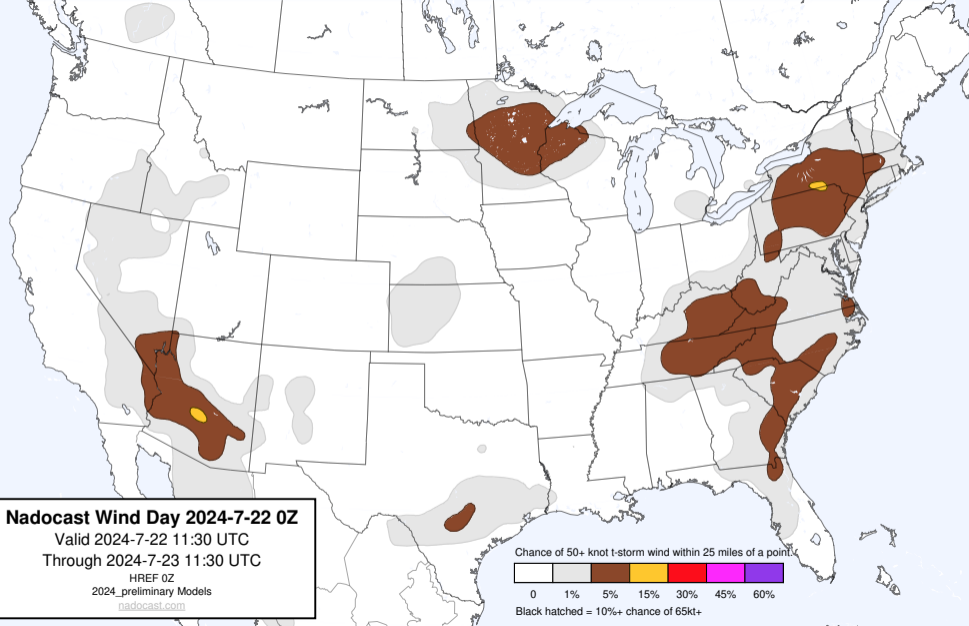 Nadocast Wind Day 2024-7-22 0Z
Valid 2024-7-22 11:30 UTC
Through 2024-7-23 11:30 UTC
HREF 0Z
2024_preliminary Models
nadocast.com
Chance of 50+ knot t-storm wind within 25 miles of a point.
0 1% 5% 15% 30% 45% 60%
Black hatched = 10%+ chance of 65kt+